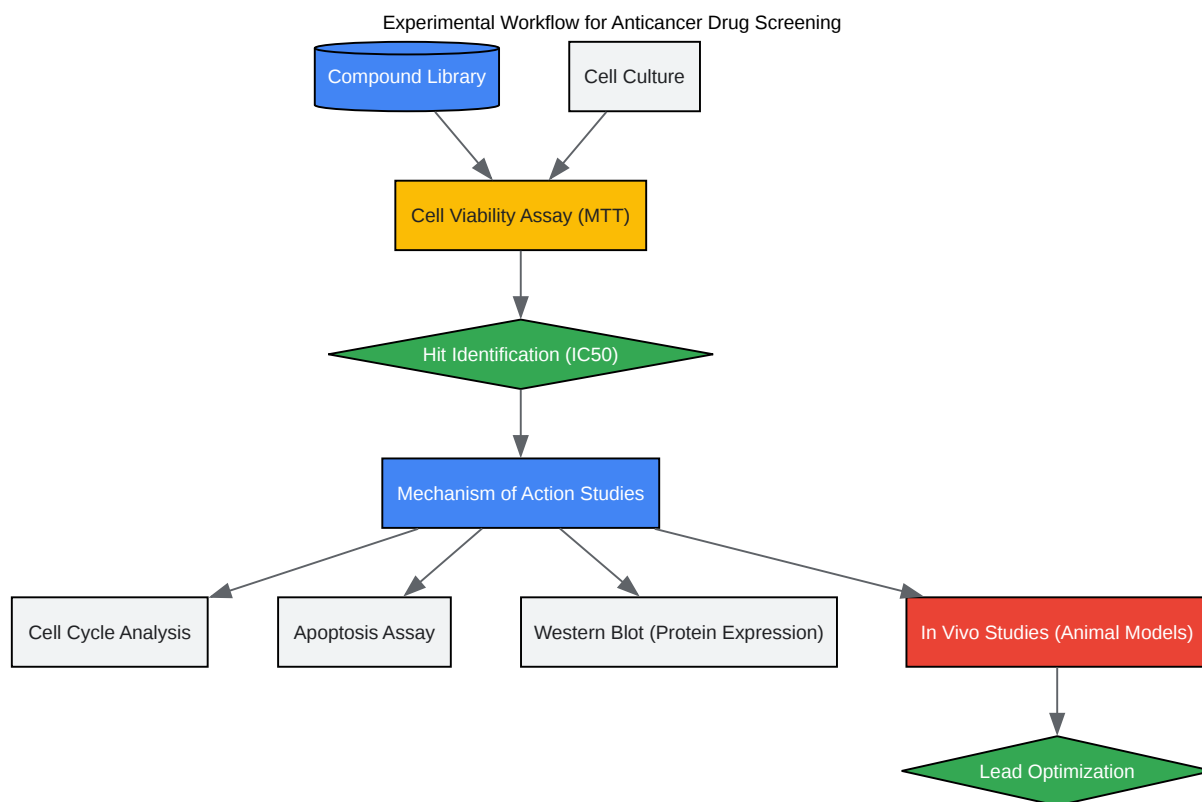 Experimental Workflow for Anticancer Drug Screening
Compound Library
Cell Culture
Cell Viability Assay (MTT)
Hit Identification (IC50)
Mechanism of Action Studies
Cell Cycle Analysis
Apoptosis Assay
Western Blot (Protein Expression)
In Vivo Studies (Animal Models)
Lead Optimization